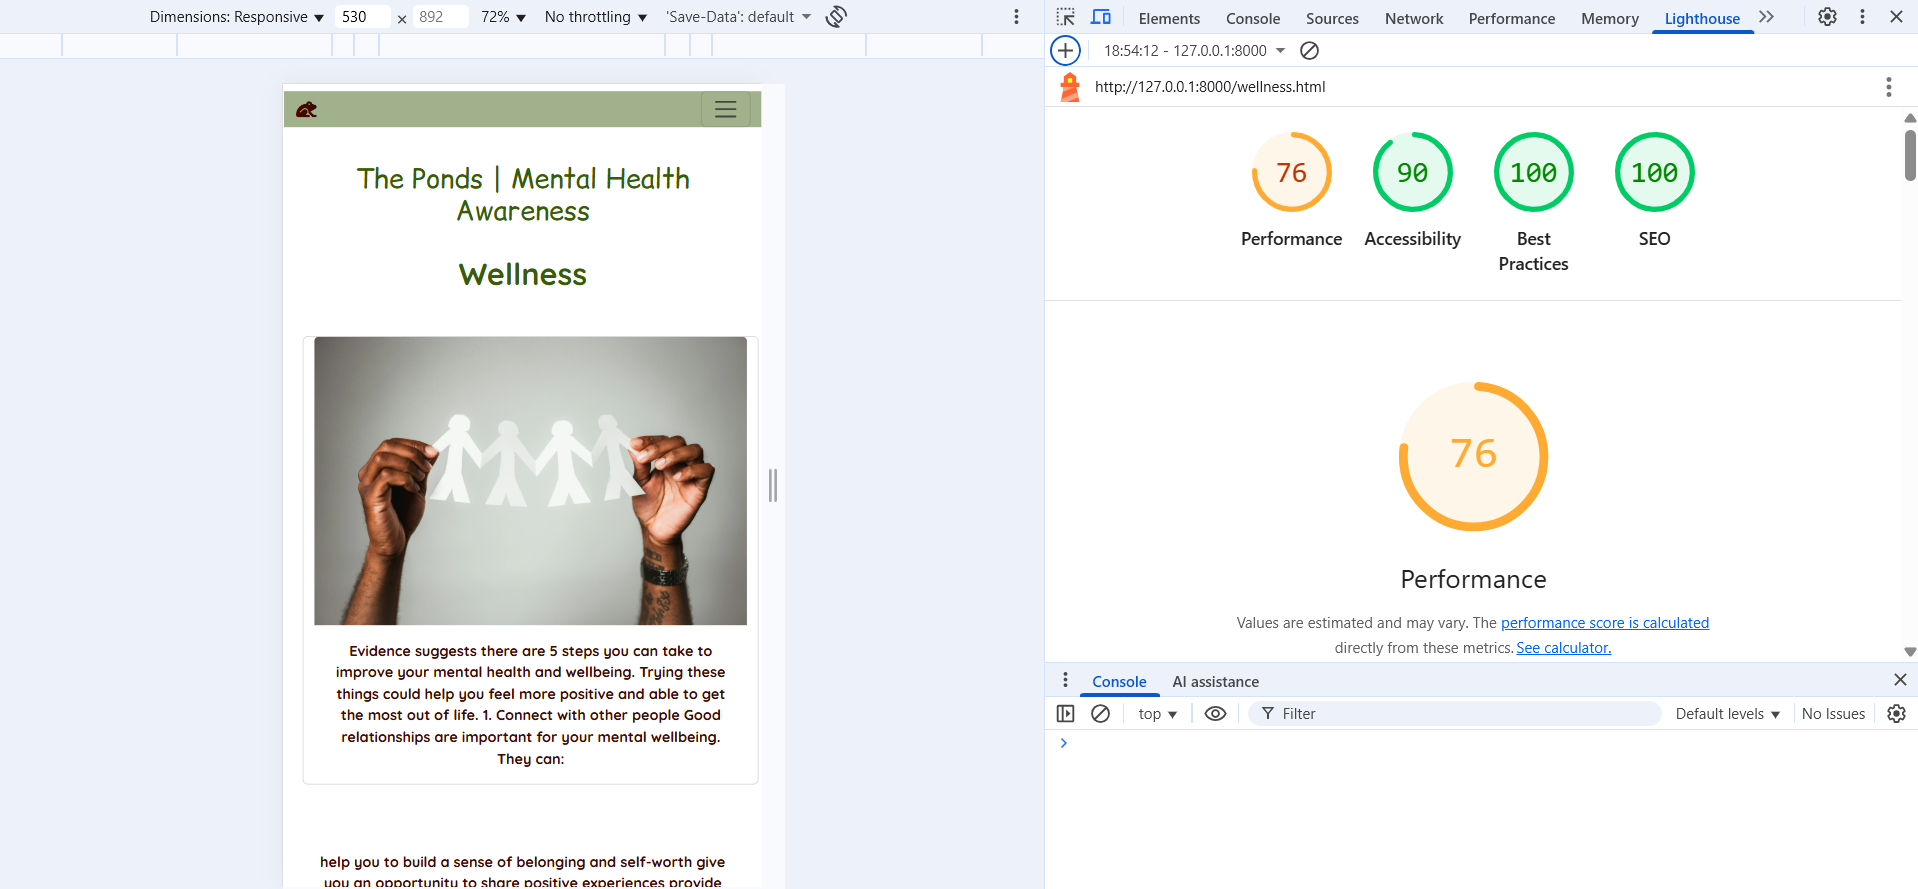 Dimensions: Responsive 530 × 892 72% No throttling 'Save-Data': default
Elements Console Sources Network Performance Memory Lighthouse
18:54:12 - 127.0.0.1:8000
http://127.0.0.1:8000/wellness.html
The Ponds | Mental Health
Awareness
Wellness
Evidence suggests there are 5 steps you can take to
improve your mental health and wellbeing. Trying these
things could help you feel more positive and able to get
the most out of life. 1. Connect with other people Good
relationships are important for your mental wellbeing.
They can:
help you to build a sense of belonging and self-worth give
you an opportunity to share positive experiences provide
76 90 100 100
Performance Accessibility Best Practices SEO
76
Performance
Values are estimated and may vary. The performance score is calculated
directly from these metrics. See calculator.
Console AI assistance
top Filter Default levels No Issues